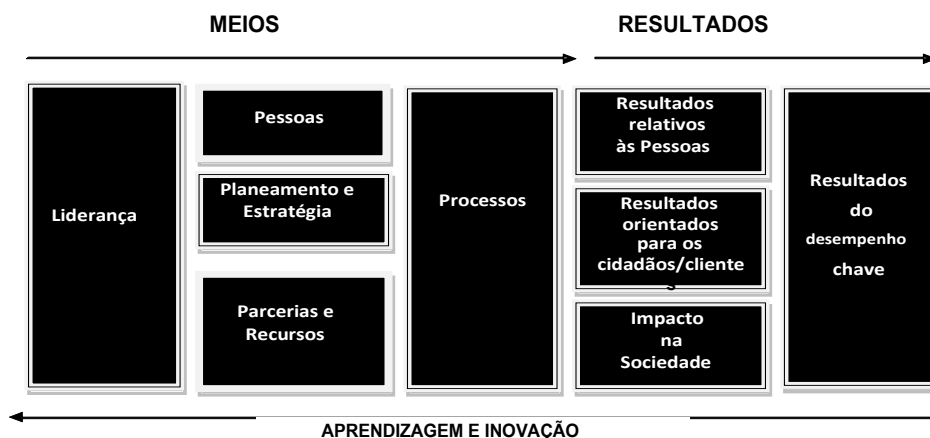 MEIOS
RESULTADOS
Liderança
Pessoas
Planeamento e
Estratégia
Parcerias e
Recursos
Processos
Resultados
relativos
às Pessoas
Resultados
orientados
para os
cidadãos/cliente
s
Impacto
na
Sociedade
Resultados
do
desempenho
chave
APRENDIZAGEM E INOVAÇÃO